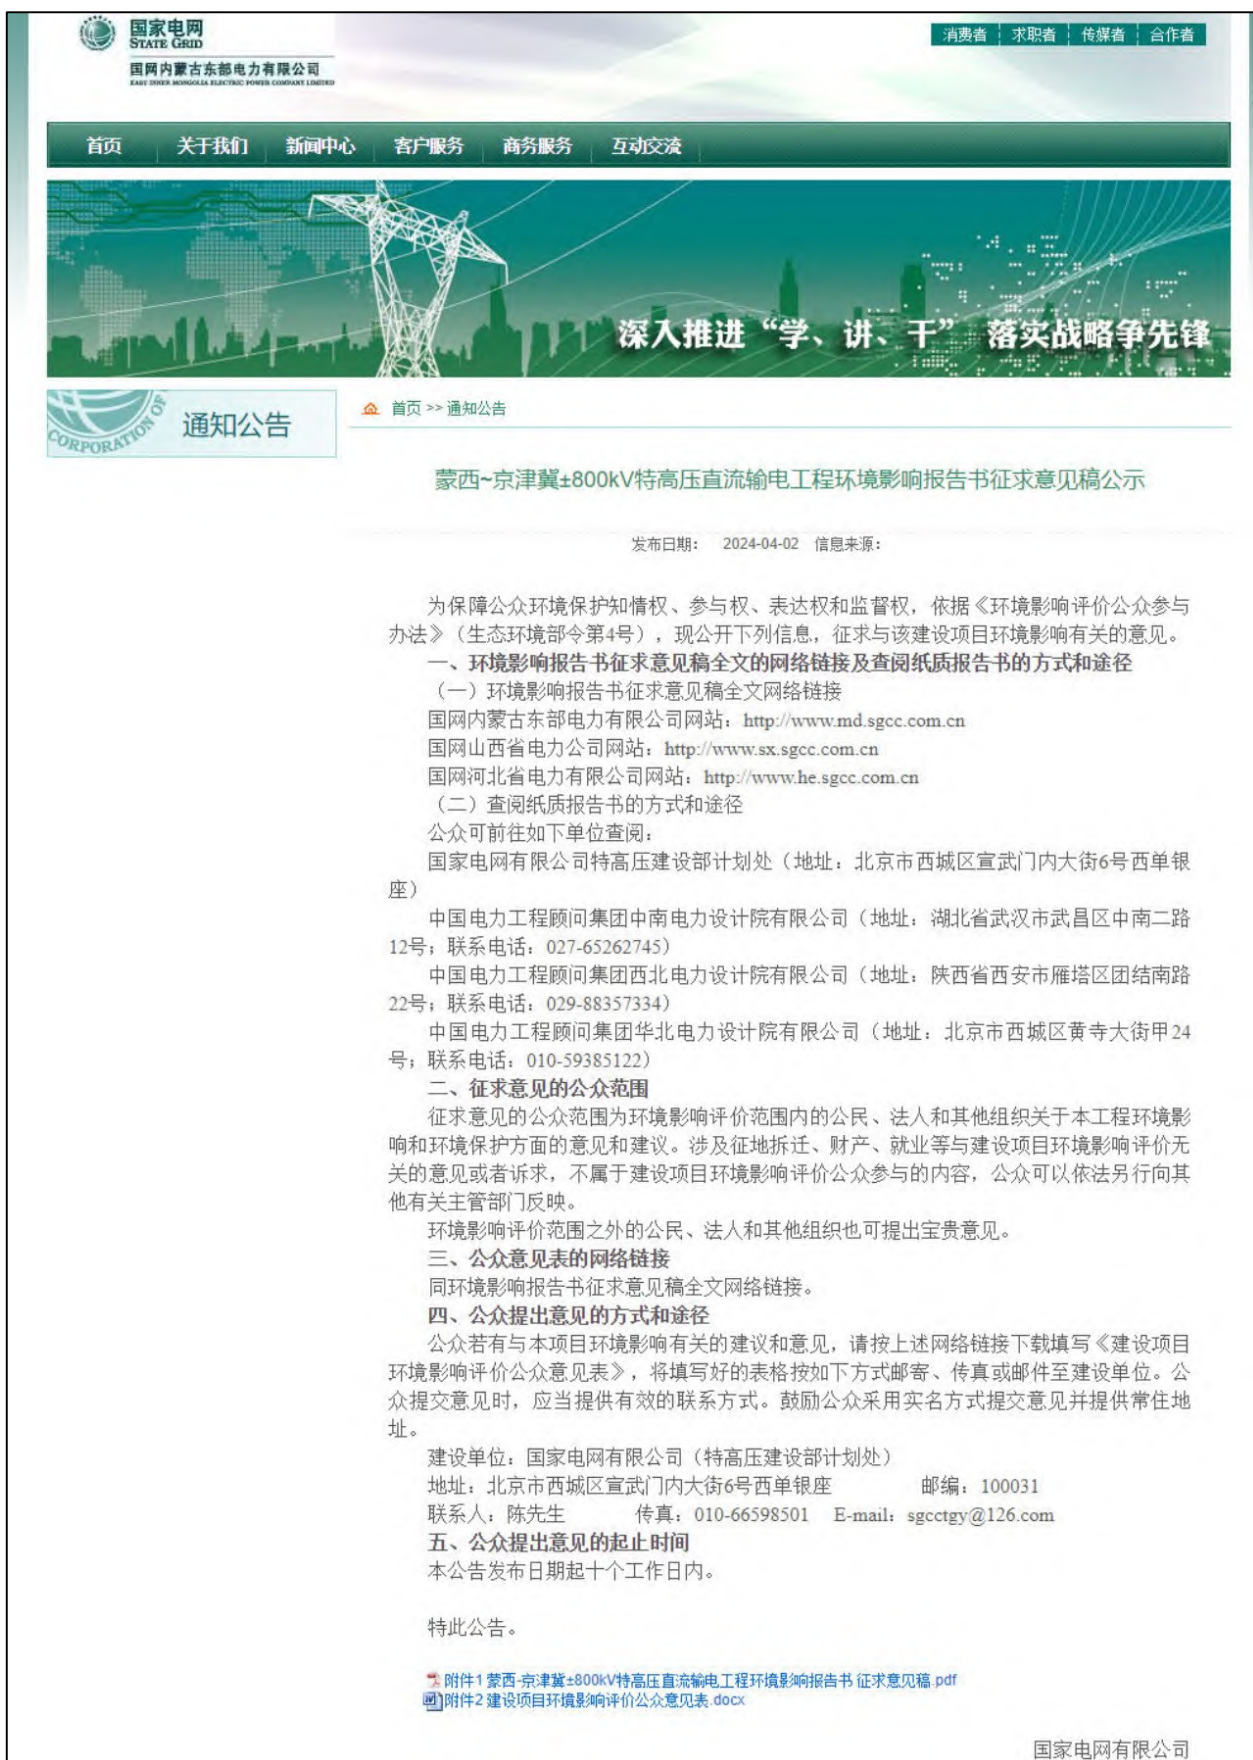 国家电网
STATE GRID
国网内蒙古东部电力有限公司
EAST INNER MONGOLIA ELECTRIC POWER COMPANY LIMITED
消费者 求职者 传媒者 合作者
首页 关于我们 新闻中心 客户服务 商务服务 互动交流
深入推进“学、讲、干” 落实战略争先锋
CORPORATION OF
通知公告
首页 >> 通知公告
蒙西~京津冀±800kV特高压直流输电工程环境影响报告书征求意见稿公示
发布日期： 2024-04-02 信息来源：
为保障公众环境保护知情权、参与权、表达权和监督权，依据《环境影响评价公众参与
办法》（生态环境部令第4号），现公开下列信息，征求与该建设项目环境影响有关的意见。
一、环境影响报告书征求意见稿全文的网络链接及查阅纸质报告书的方式和途径
（一）环境影响报告书征求意见稿全文网络链接
国网内蒙古东部电力有限公司网站：http://www.md.sgcc.com.cn
国网山西省电力公司网站：http://www.sx.sgcc.com.cn
国网河北省电力有限公司网站：http://www.he.sgcc.com.cn
（二）查阅纸质报告书的方式和途径
公众可前往如下单位查阅：
国家电网有限公司特高压建设部计划处（地址：北京市西城区宣武门内大街6号西单银
座）
中国电力工程顾问集团中南电力设计院有限公司（地址：湖北省武汉市武昌区中南二路
12号；联系电话：027-65262745）
中国电力工程顾问集团西北电力设计院有限公司（地址：陕西省西安市雁塔区团结南路
22号；联系电话：029-88357334）
中国电力工程顾问集团华北电力设计院有限公司（地址：北京市西城区黄寺大街甲24
号；联系电话：010-59385122）
二、征求意见的公众范围
征求意见的公众范围为环境影响评价范围内的公民、法人和其他组织关于本工程环境影
响和环境保护方面的意见和建议。涉及征地拆迁、财产、就业等与建设项目环境影响评价无
关的意见或者诉求，不属于建设项目环境影响评价公众参与的内容，公众可以依法另行向其
他有关主管部门反映。
环境影响评价范围之外的公民、法人和其他组织也可提出宝贵意见。
三、公众意见表的网络链接
同环境影响报告书征求意见稿全文网络链接。
四、公众提出意见的方式和途径
公众若有与本项目环境影响有关的建议和意见，请按上述网络链接下载填写《建设项目
环境影响评价公众意见表》，将填写好的表格按如下方式邮寄、传真或邮件至建设单位。公
众提交意见时，应当提供有效的联系方式。鼓励公众采用实名方式提交意见并提供常住地
址。
建设单位：国家电网有限公司（特高压建设部计划处）
地址：北京市西城区宣武门内大街6号西单银座 邮编：100031
联系人：陈先生 传真：010-66598501 E-mail：sgcctgy@126.com
五、公众提出意见的起止时间
本公告发布日期起十个工作日内。
特此公告。
附件1 蒙西-京津冀±800kV特高压直流输电工程环境影响报告书 征求意见稿.pdf
附件2 建设项目环境影响评价公众意见表.docx
国家电网有限公司